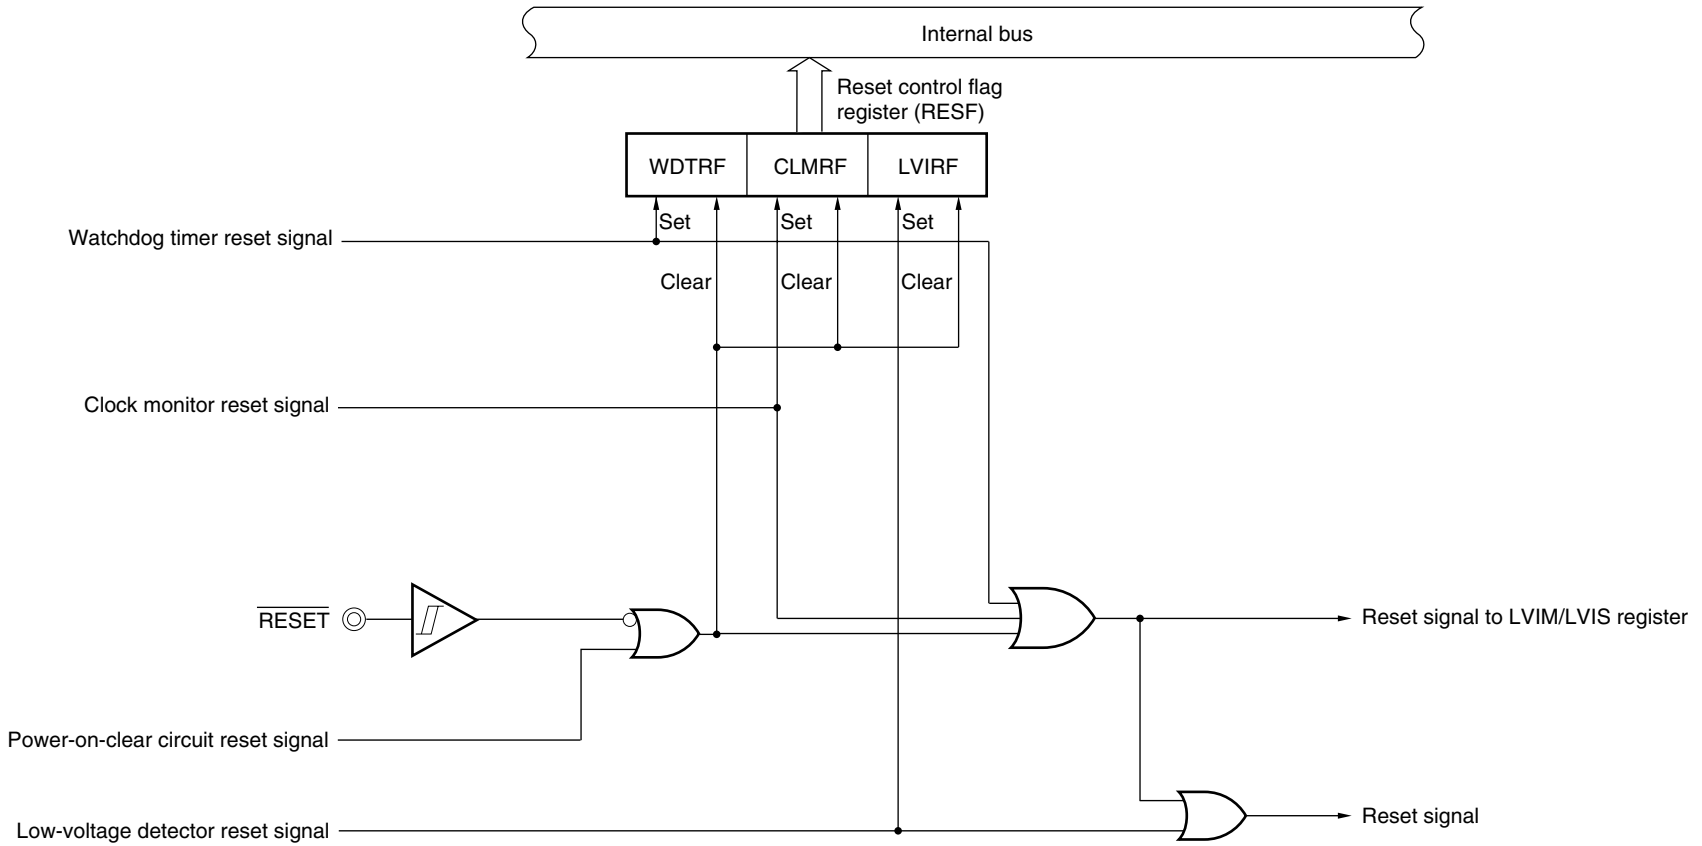 Internal bus
Reset control flag
register (RESF)
WDTRF
CLMRF
LVIRF
Set
Set
Set
Watchdog timer reset signal
Clear
Clear
Clear
Clock monitor reset signal
RESET
Reset signal to LVIM/LVIS register
Power-on-clear circuit reset signal
Reset signal
Low-voltage detector reset signal